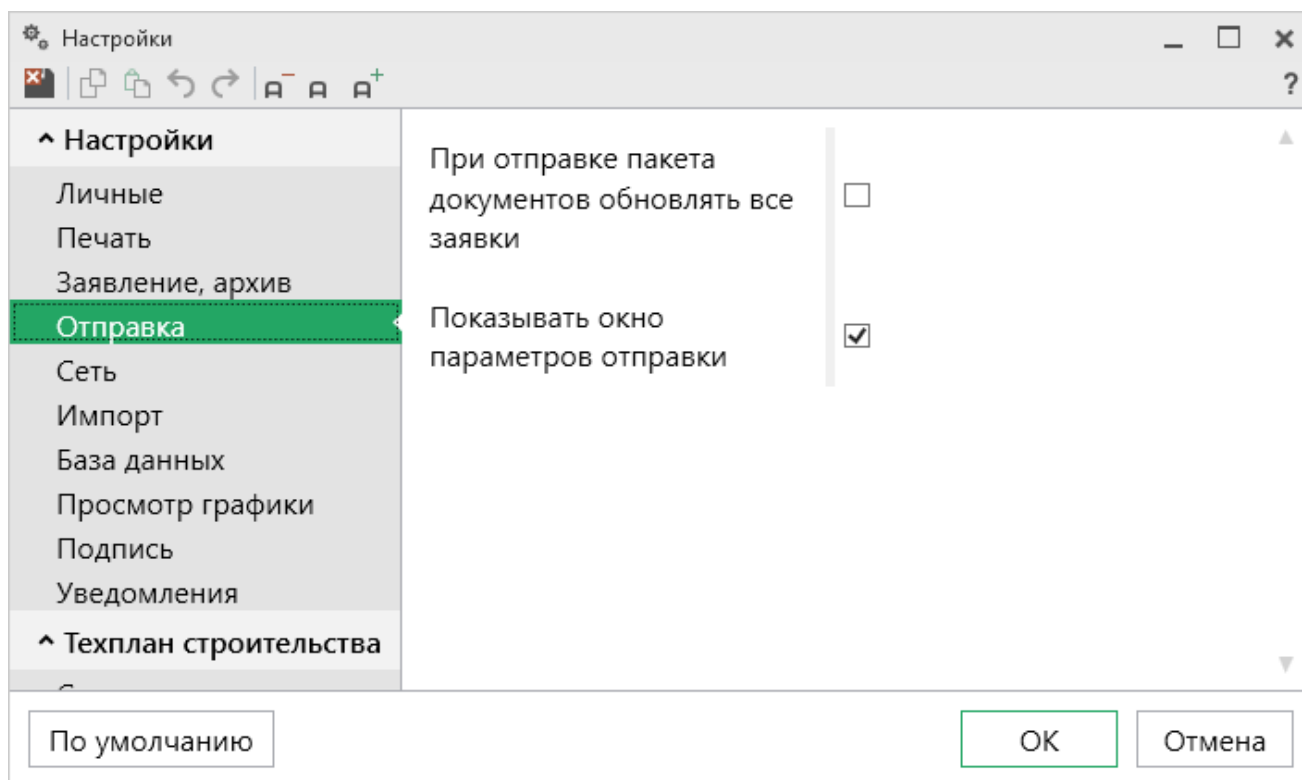 Настройки
?
Настройки
Личные
Печать
Заявление, архив
Отправка
Сеть
Импорт
База данных
Просмотр графики
Подпись
Уведомления
Техплан строительства
При отправке пакета
документов обновлять все
заявки
Показывать окно
параметров отправки
По умолчанию
ОК
Отмена